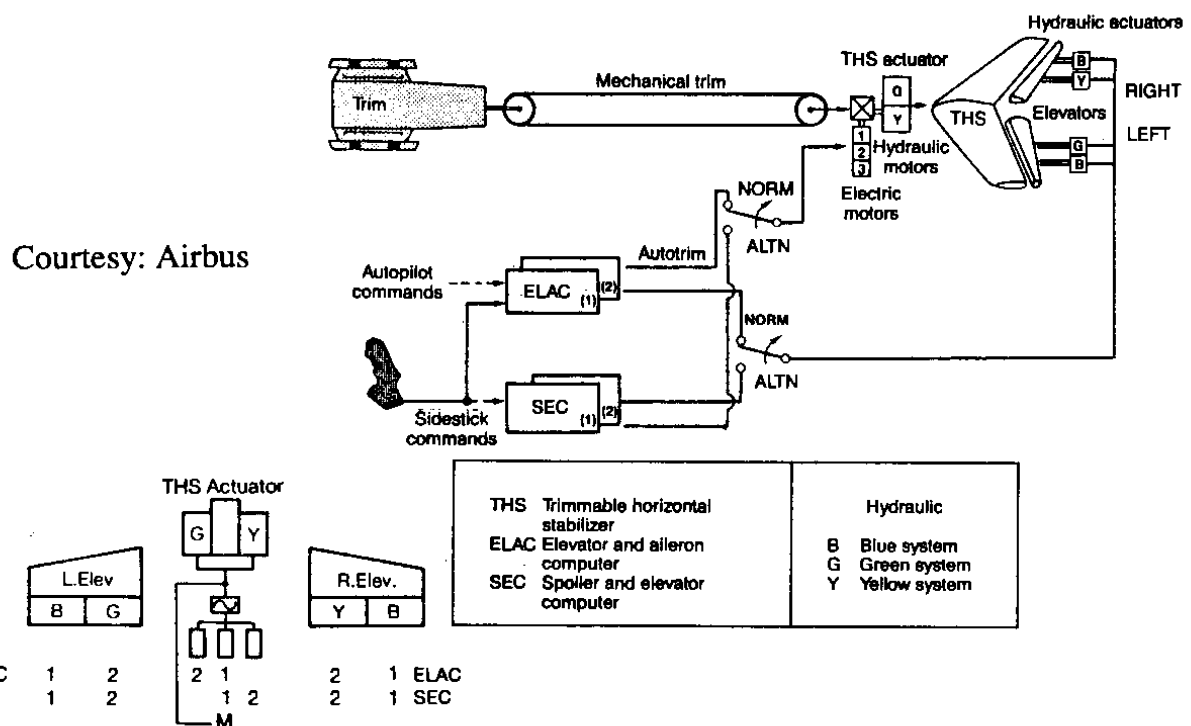 Hydraulic actuators
THS actuator
Mechanical trim
Trim
G
Y
THS
B
Y
RIGHT
Elevators
LEFT
G
B
1
2
3
Hydraulic
motors
Electric
motors
NORM
ALTN
Courtesy: Airbus
Autotrim
Autopilot
commands
ELAC
(1)
(2)
NORM
ALTN
SEC
(1)
(2)
Sidestick
commands
THS Actuator
G
Y
L.Elev
B G
R.Elev.
Y B
C 1 2 2 1 2 1 ELAC
1 2 1 2 2 1 SEC
M
THS Trimmable horizontal
stabilizer
ELAC Elevator and aileron
computer
SEC Spoiler and elevator
computer
Hydraulic
B Blue system
G Green system
Y Yellow system